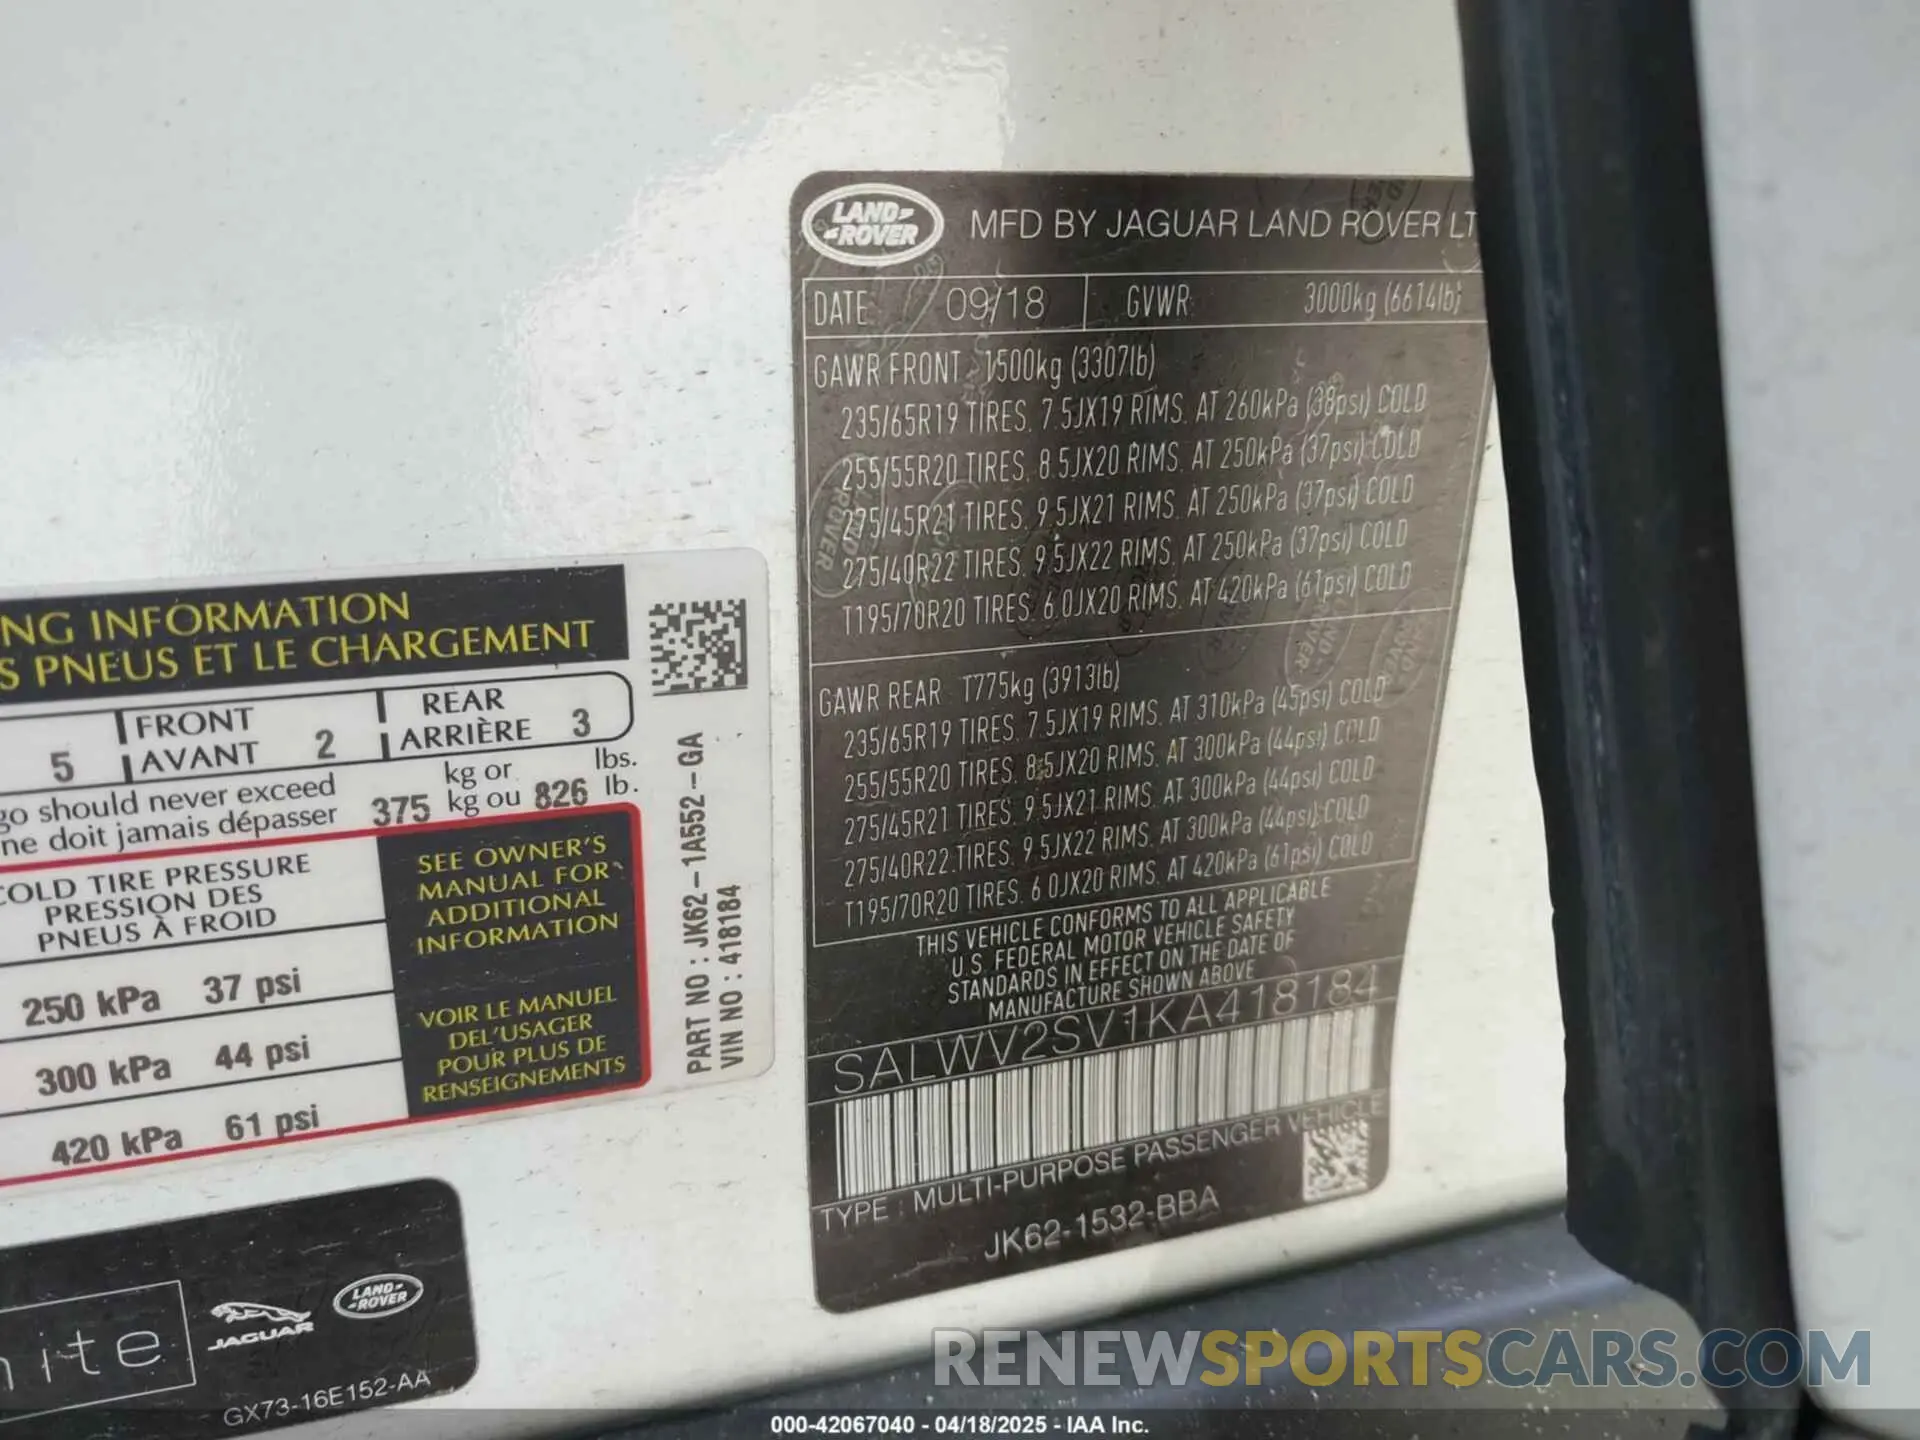 LAND-
-ROVER
MFD BY JAGUAR LAND ROVER LT
DATE: 09/18 GVWR: 3000kg (6614lb)
GAWR FRONT 1500kg (3307lb)
235/65R19 TIRES. 7.5JX19 RIMS. AT 260kPa (38psi) COLD
255/55R20 TIRES. 8.5JX20 RIMS. AT 250kPa (37psi) COLD
275/45R21 TIRES. 9.5JX21 RIMS. AT 250kPa (37psi) COLD
275/40R22 TIRES. 9.5JX22 RIMS. AT 250kPa (37psi) COLD
T195/70R20 TIRES. 6.0JX20 RIMS. AT 420kPa (61psi) COLD
GAWR REAR 1775kg (3913lb)
235/65R19 TIRES. 7.5JX19 RIMS. AT 310kPa (45psi) COLD
255/55R20 TIRES. 8.5JX20 RIMS. AT 300kPa (44psi) COLD
275/45R21 TIRES. 9.5JX21 RIMS. AT 300kPa (44psi) COLD
275/40R22 TIRES. 9.5JX22 RIMS. AT 300kPa (44psi) COLD
T195/70R20 TIRES. 6.0JX20 RIMS. AT 420kPa (61psi) COLD
THIS VEHICLE CONFORMS TO ALL APPLICABLE
U.S. FEDERAL MOTOR VEHICLE SAFETY
STANDARDS IN EFFECT ON THE DATE OF
MANUFACTURE SHOWN ABOVE
SALWV2SV1KA418184
TYPE : MULTI-PURPOSE PASSENGER VEHICLE
JK62-1532-BBA
NG INFORMATION
S PNEUS ET LE CHARGEMENT
5 FRONT AVANT 2 REAR ARRIÈRE 3
go should never exceed 375 kg or 826 lbs.
ne doit jamais dépasser kg ou lb.
COLD TIRE PRESSURE
PRESSION DES
PNEUS À FROID
250 kPa 37 psi
300 kPa 44 psi
420 kPa 61 psi
SEE OWNER'S
MANUAL FOR
ADDITIONAL
INFORMATION
VOIR LE MANUEL
DEL'USAGER
POUR PLUS DE
RENSEIGNEMENTS
PART NO : JK62-1A552-GA
VIN NO : 418184
hite
JAGUAR
LAND-
-ROVER
GX73-16E152-AA
RENEWSPORTSCARS.COM
000-42067040 - 04/18/2025 - IAA Inc.